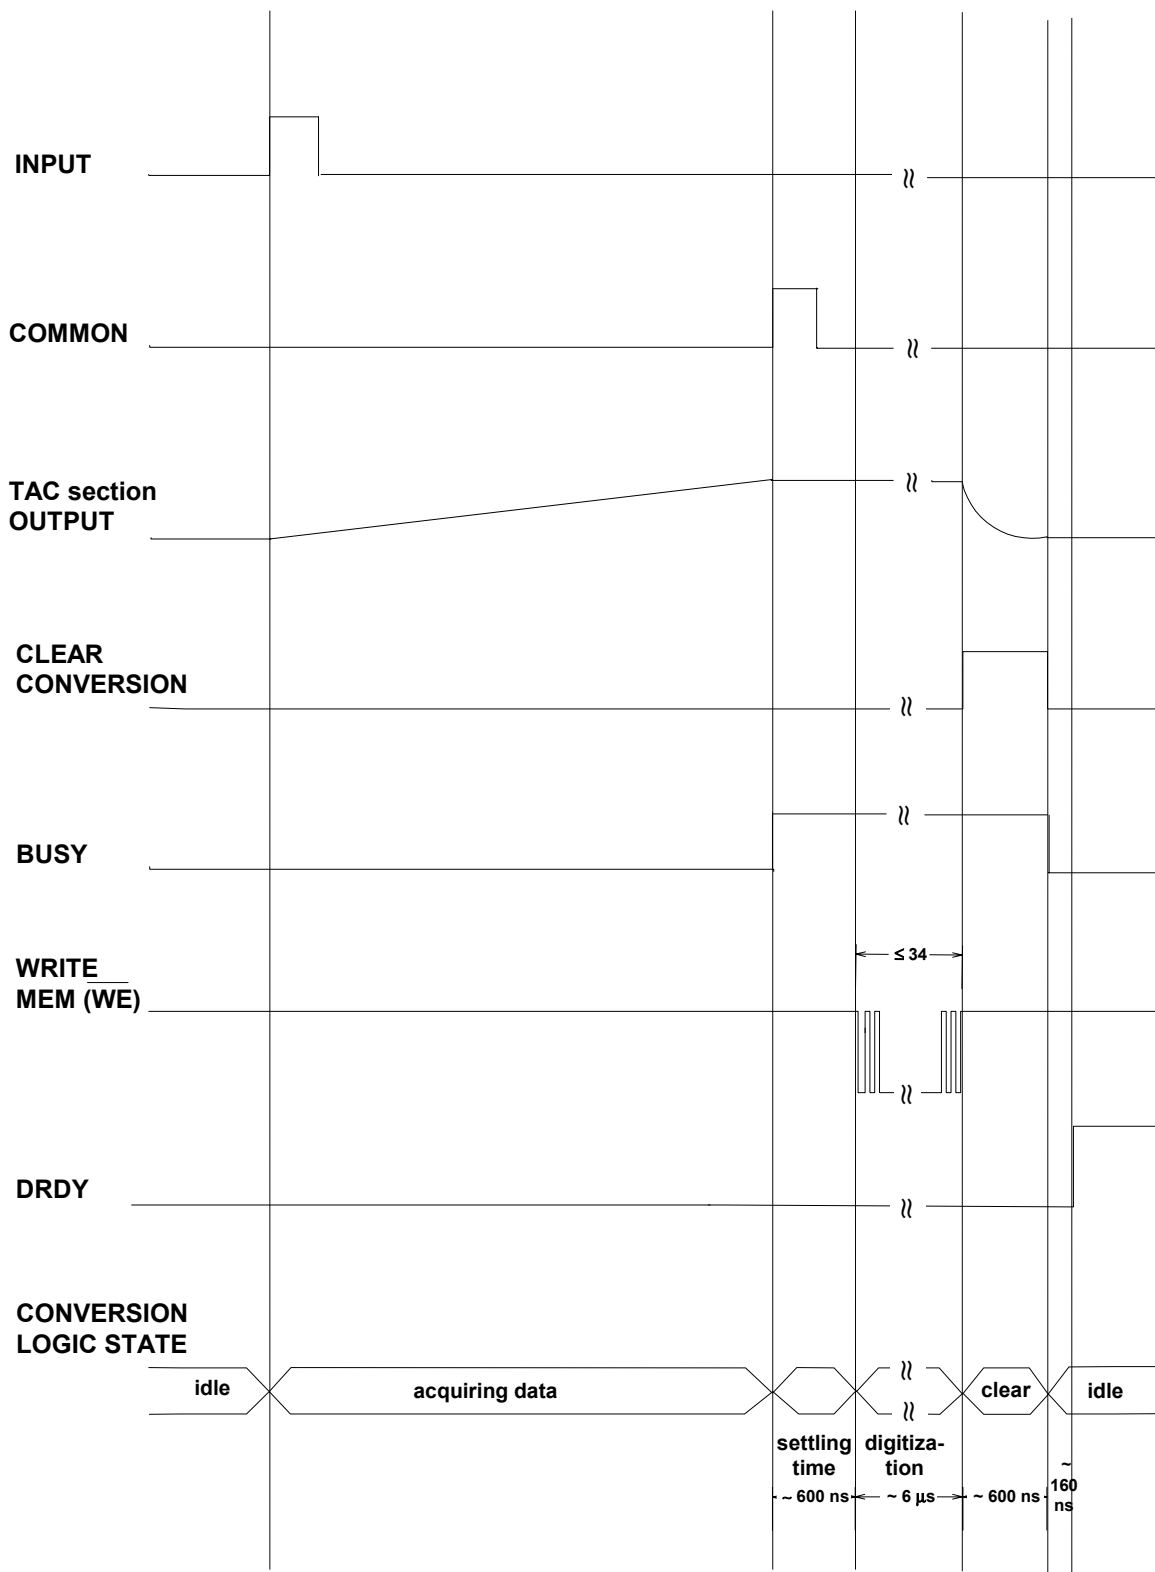 INPUT
COMMON
TAC section
OUTPUT
CLEAR
CONVERSION
BUSY
≤ 34
WRITE
MEM (W̅E̅)
DRDY
CONVERSION
LOGIC STATE
idle
acquiring data
clear
idle
settling
time
digitiza-
tion
~ 600 ns
~ 6 µs
~ 600 ns
~
160
ns